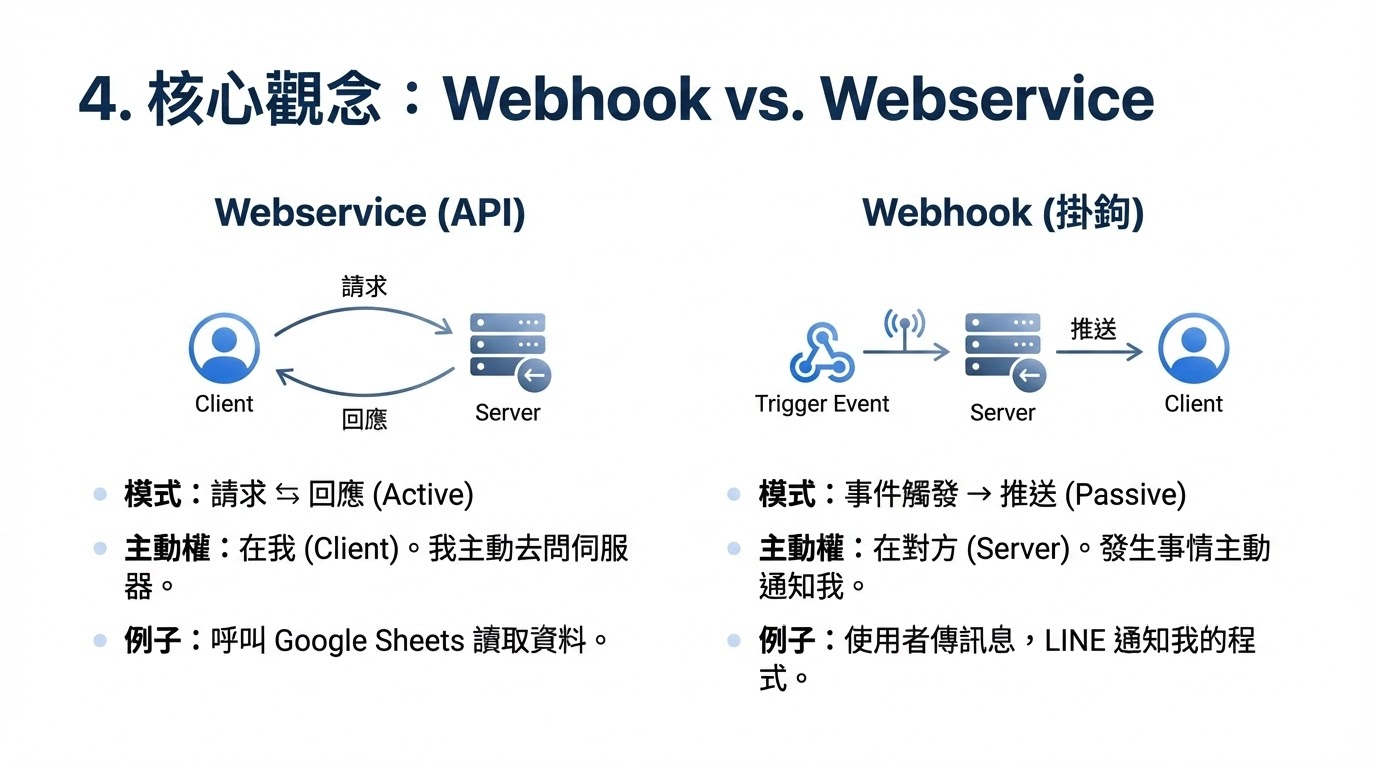 4. 核心觀念：Webhook vs. Webservice
Webservice (API)
請求
Client
Server
回應
模式：請求 ⇆ 回應 (Active)
主動權：在我 (Client)。我主動去問伺服
器。
例子：呼叫 Google Sheets 讀取資料。
Webhook (掛鉤)
推送
Trigger Event
Server
Client
模式：事件觸發 → 推送 (Passive)
主動權：在對方 (Server)。發生事情主動
通知我。
例子：使用者傳訊息，LINE 通知我的程
式。